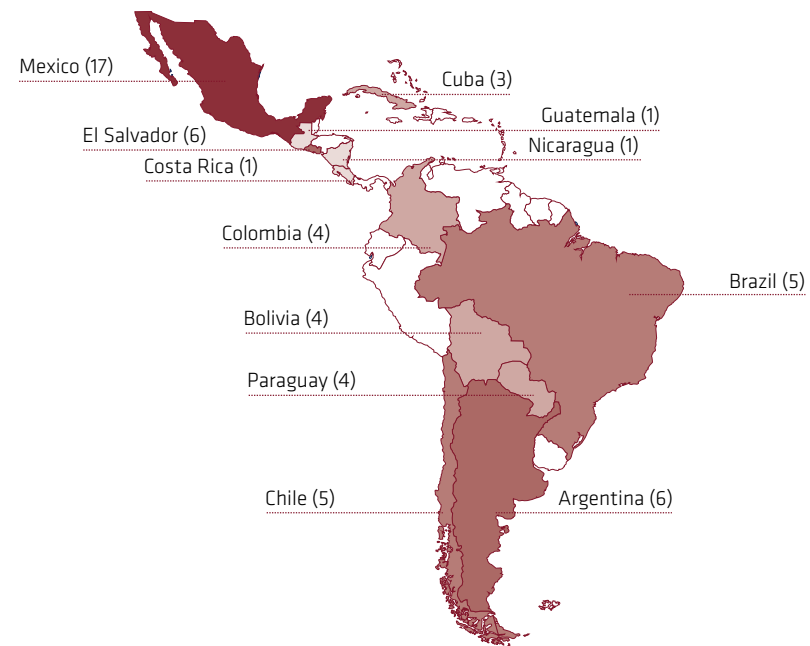 Mexico (17)
Cuba (3)
Guatemala (1)
El Salvador (6)
Nicaragua (1)
Costa Rica (1)
Colombia (4)
Brazil (5)
Bolivia (4)
Paraguay (4)
Chile (5)
Argentina (6)